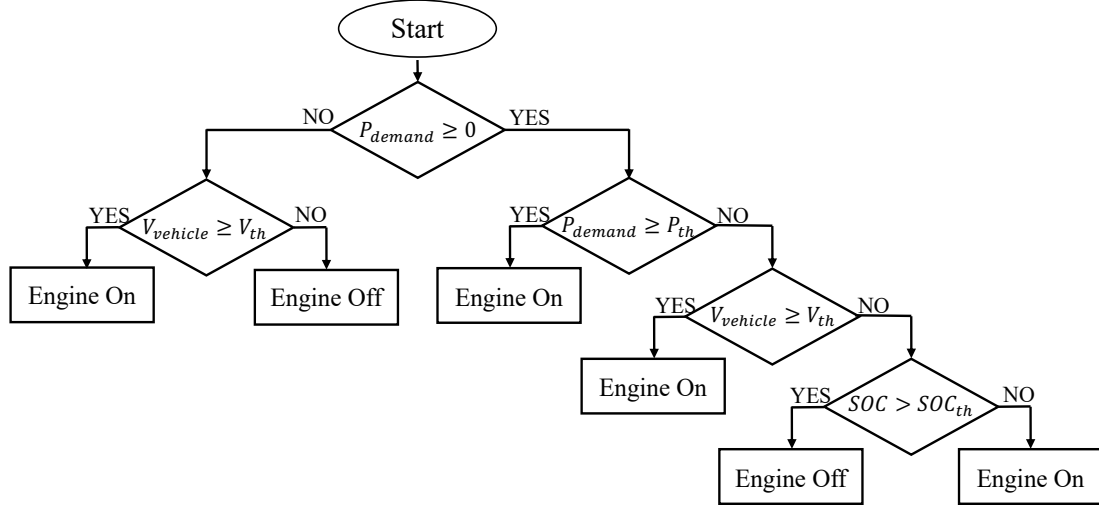 Start
NO
YES
P_demand ≥ 0
YES
V_vehicle ≥ V_th
NO
YES
P_demand ≥ P_th
NO
Engine On
Engine Off
Engine On
YES
V_vehicle ≥ V_th
NO
Engine On
YES
SOC > SOC_th
NO
Engine Off
Engine On